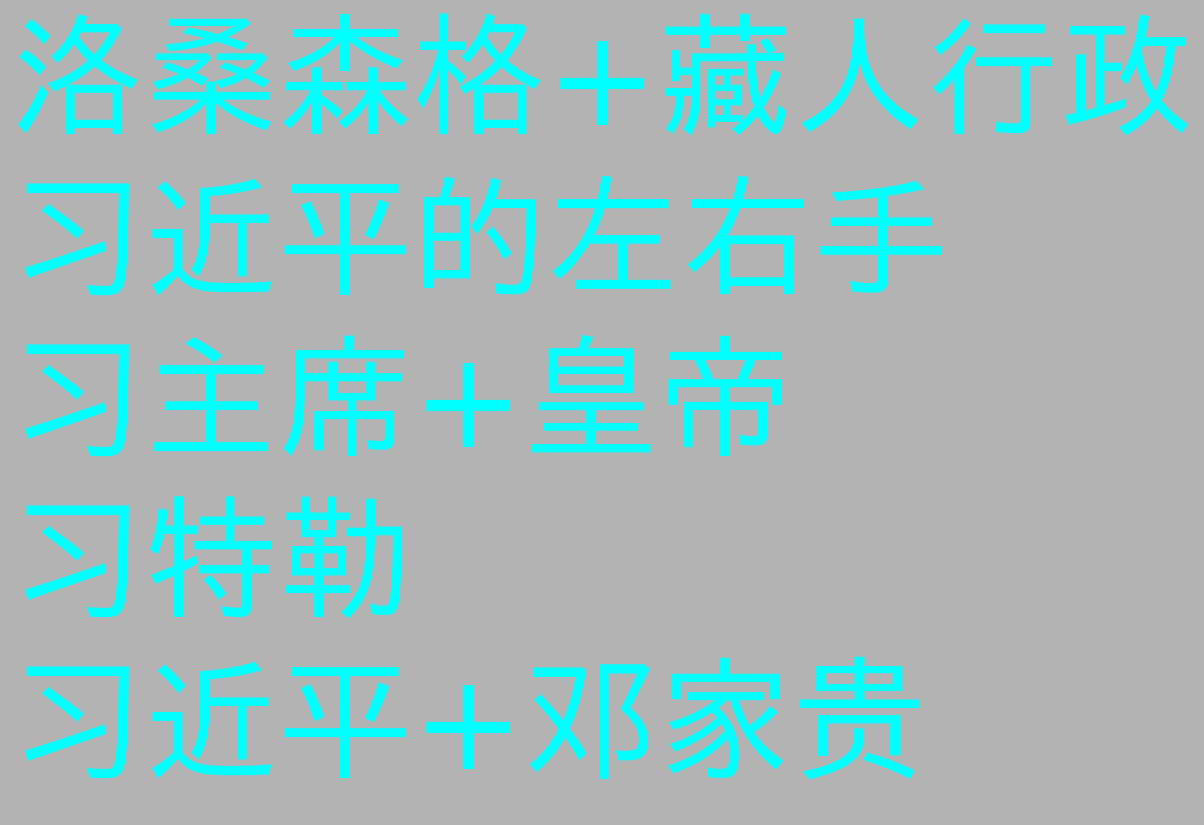 洛桑森格+藏人行政
习近平的左右手
习主席+皇帝
习特勒
习近平+邓家贵